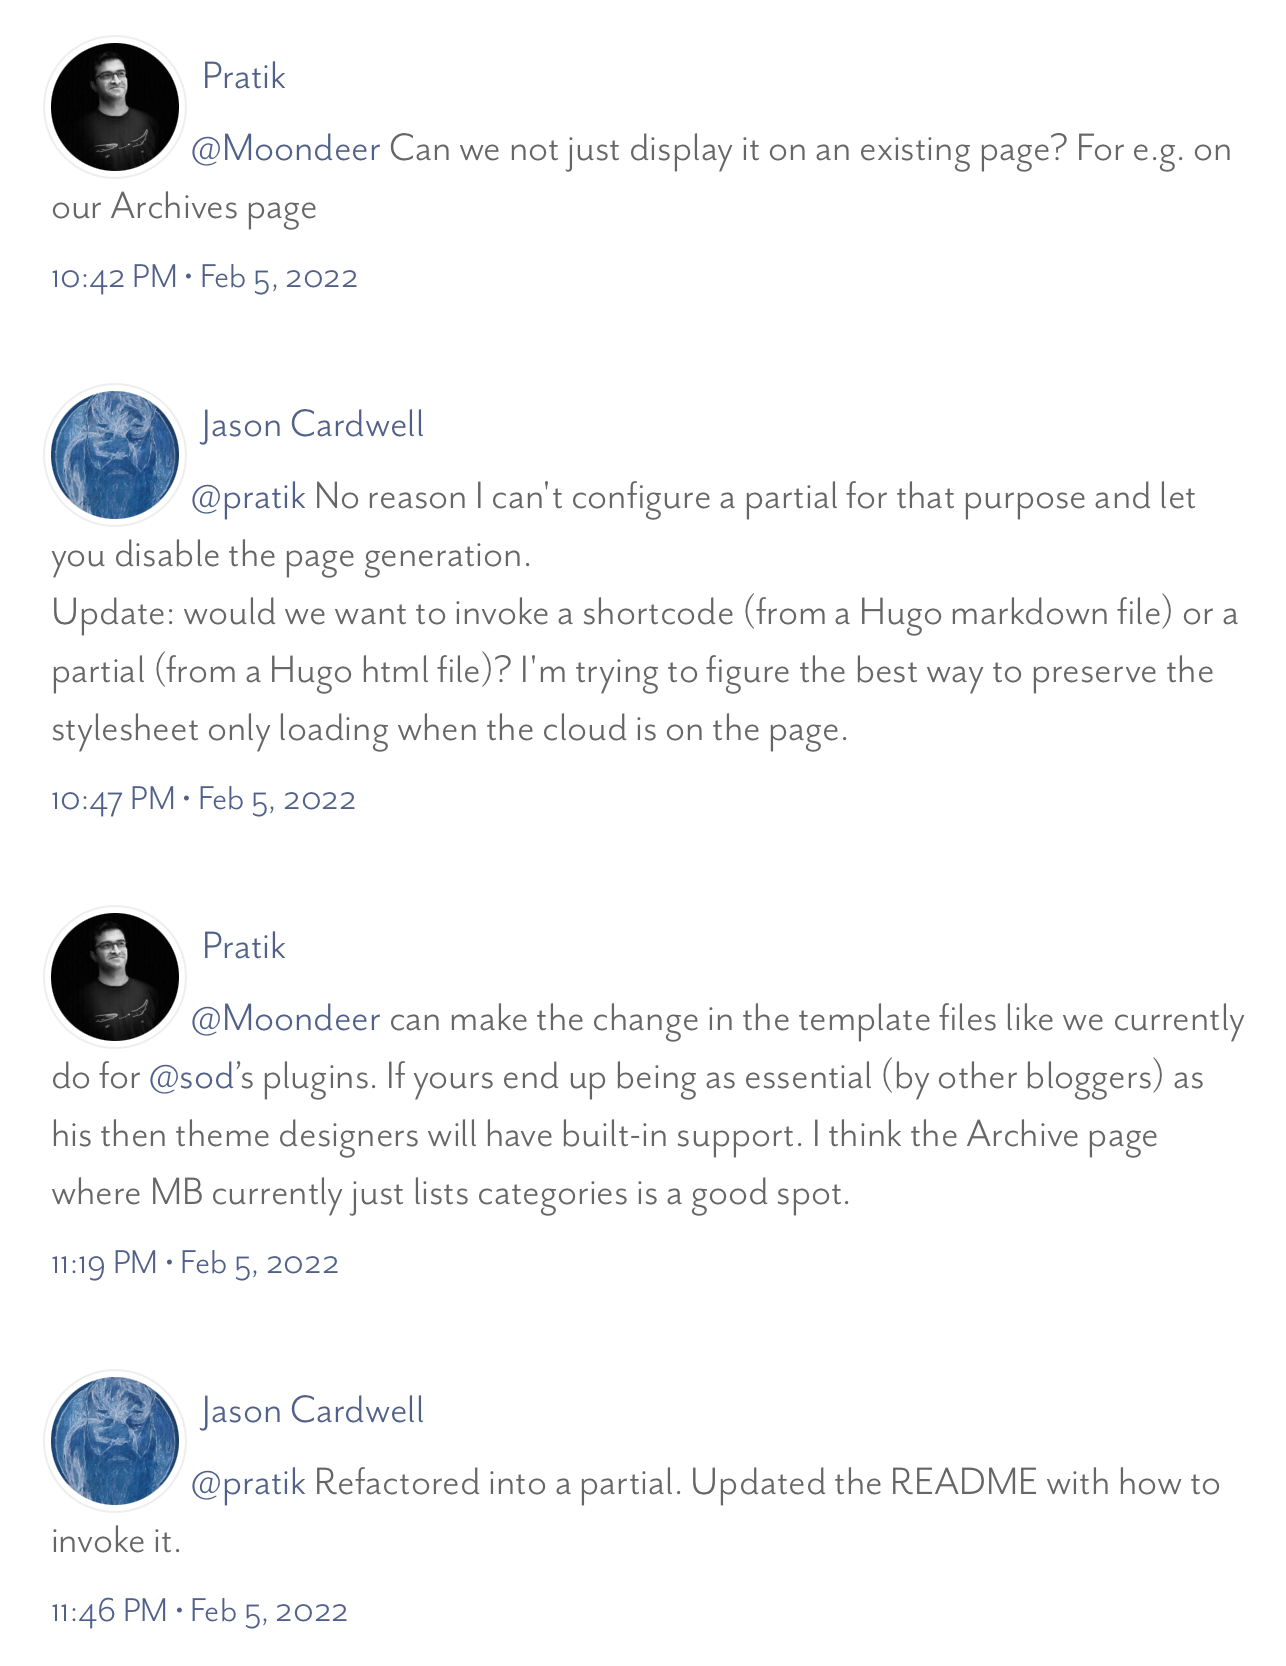 Pratik
@Moondeer Can we not just display it on an existing page? For e.g. on
our Archives page
10:42 PM • Feb 5, 2022
Jason Cardwell
@pratik No reason I can't configure a partial for that purpose and let
you disable the page generation.
Update: would we want to invoke a shortcode (from a Hugo markdown file) or a
partial (from a Hugo html file)? I'm trying to figure the best way to preserve the
stylesheet only loading when the cloud is on the page.
10:47 PM • Feb 5, 2022
Pratik
@Moondeer can make the change in the template files like we currently
do for @sod’s plugins. If yours end up being as essential (by other bloggers) as
his then theme designers will have built-in support. I think the Archive page
where MB currently just lists categories is a good spot.
11:19 PM • Feb 5, 2022
Jason Cardwell
@pratik Refactored into a partial. Updated the README with how to
invoke it.
11:46 PM • Feb 5, 2022